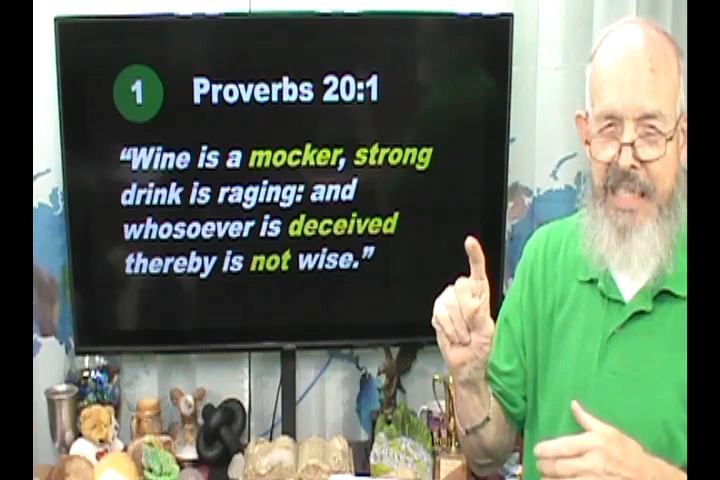 1 Proverbs 20:1
“Wine is a mocker, strong
drink is raging: and
whosoever is deceived
thereby is not wise.”